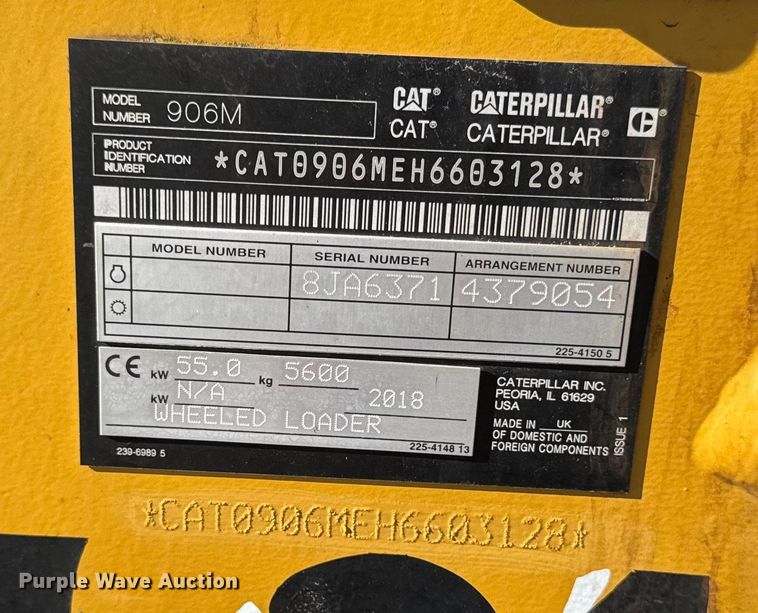 MODEL NUMBER 906M
CAT® CATERPILLAR®
CAT® CATERPILLAR®
PRODUCT IDENTIFICATION NUMBER *CAT0906MEH6603128*
MODEL NUMBER SERIAL NUMBER ARRANGEMENT NUMBER
8JA6371 4379054
225-4150 5
CE kW 55.0 kg 5600
kW N/A 2018
WHEELED LOADER
225-4148 13
239-6989 5
CATERPILLAR INC.
PEORIA, IL 61629
USA
MADE IN UK
OF DOMESTIC AND
FOREIGN COMPONENTS
ISSUE 1
*CAT0906MEH6603128*
Purple Wave Auction